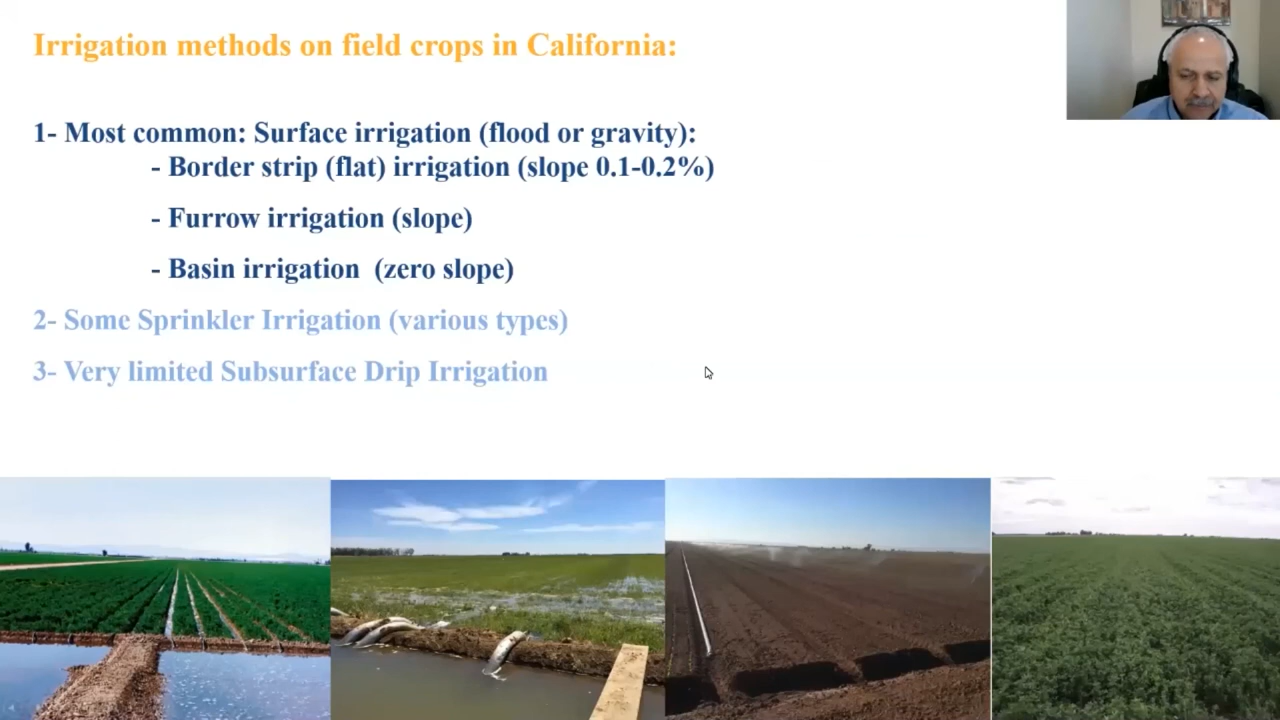 Irrigation methods on field crops in California:
1- Most common: Surface irrigation (flood or gravity):
- Border strip (flat) irrigation (slope 0.1-0.2%)
- Furrow irrigation (slope)
- Basin irrigation (zero slope)
2- Some Sprinkler Irrigation (various types)
3- Very limited Subsurface Drip Irrigation